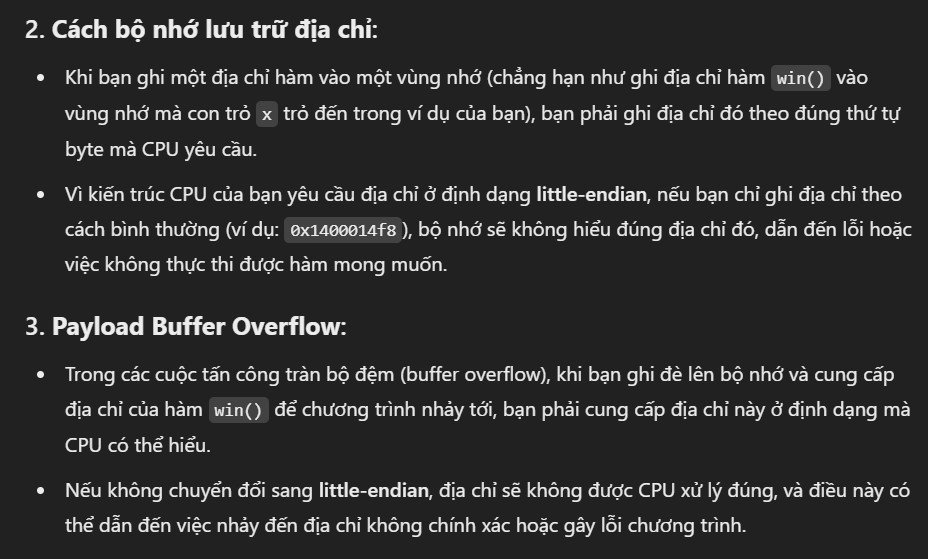 2. Cách bộ nhớ lưu trữ địa chỉ:
• Khi bạn ghi một địa chỉ hàm vào một vùng nhớ (chẳng hạn như ghi địa chỉ hàm win() vào
vùng nhớ mà con trỏ x trỏ đến trong ví dụ của bạn), bạn phải ghi địa chỉ đó theo đúng thứ tự
byte mà CPU yêu cầu.
• Vì kiến trúc CPU của bạn yêu cầu địa chỉ ở định dạng little-endian, nếu bạn chỉ ghi địa chỉ theo
cách bình thường (ví dụ: 0x1400014f8), bộ nhớ sẽ không hiểu đúng địa chỉ đó, dẫn đến lỗi hoặc
việc không thực thi được hàm mong muốn.
3. Payload Buffer Overflow:
• Trong các cuộc tấn công tràn bộ đệm (buffer overflow), khi bạn ghi đè lên bộ nhớ và cung cấp
địa chỉ của hàm win() để chương trình nhảy tới, bạn phải cung cấp địa chỉ này ở định dạng mà
CPU có thể hiểu.
• Nếu không chuyển đổi sang little-endian, địa chỉ sẽ không được CPU xử lý đúng, và điều này có
thể dẫn đến việc nhảy đến địa chỉ không chính xác hoặc gây lỗi chương trình.